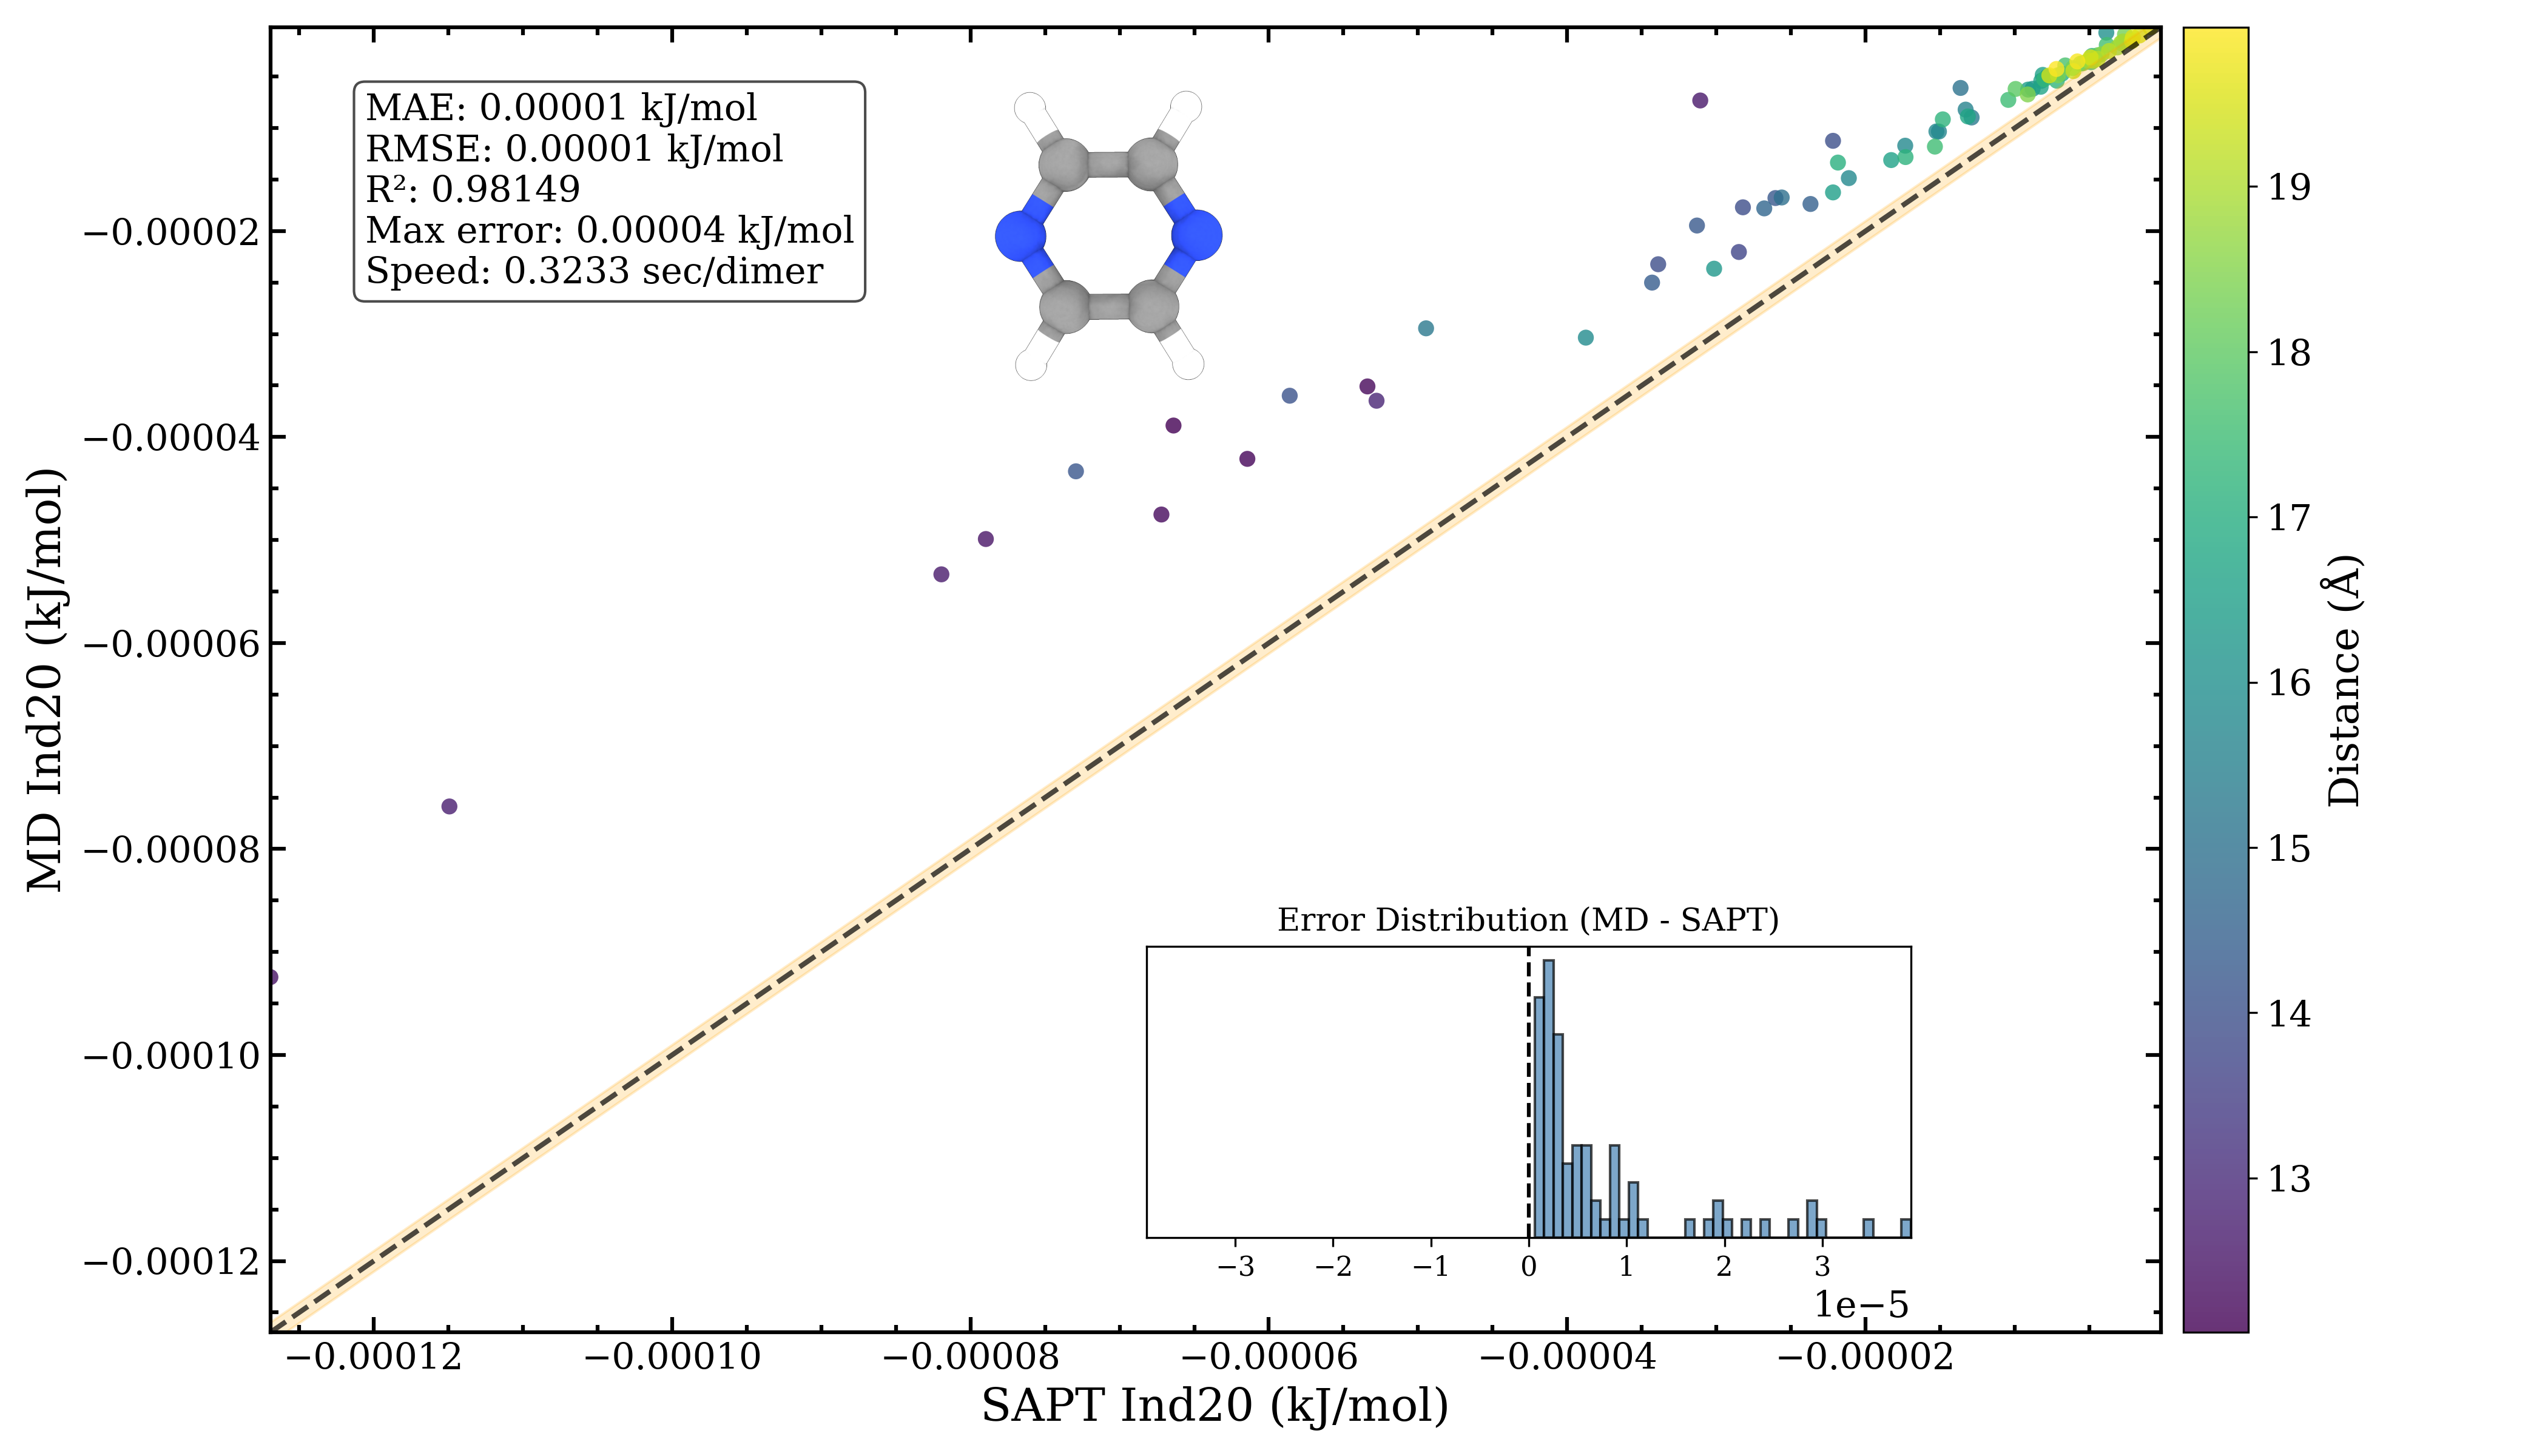 MAE: 0.00001 kJ/mol
RMSE: 0.00001 kJ/mol
R²: 0.98149
Max error: 0.00004 kJ/mol
Speed: 0.3233 sec/dimer
MD Ind20 (kJ/mol)
−0.00002
−0.00004
−0.00006
−0.00008
−0.00010
−0.00012
Error Distribution (MD - SAPT)
−3 −2 −1 0 1 2 3
1e−5
−0.00012 −0.00010 −0.00008 −0.00006 −0.00004 −0.00002
SAPT Ind20 (kJ/mol)
19
18
17
16
15
14
13
Distance (Å)